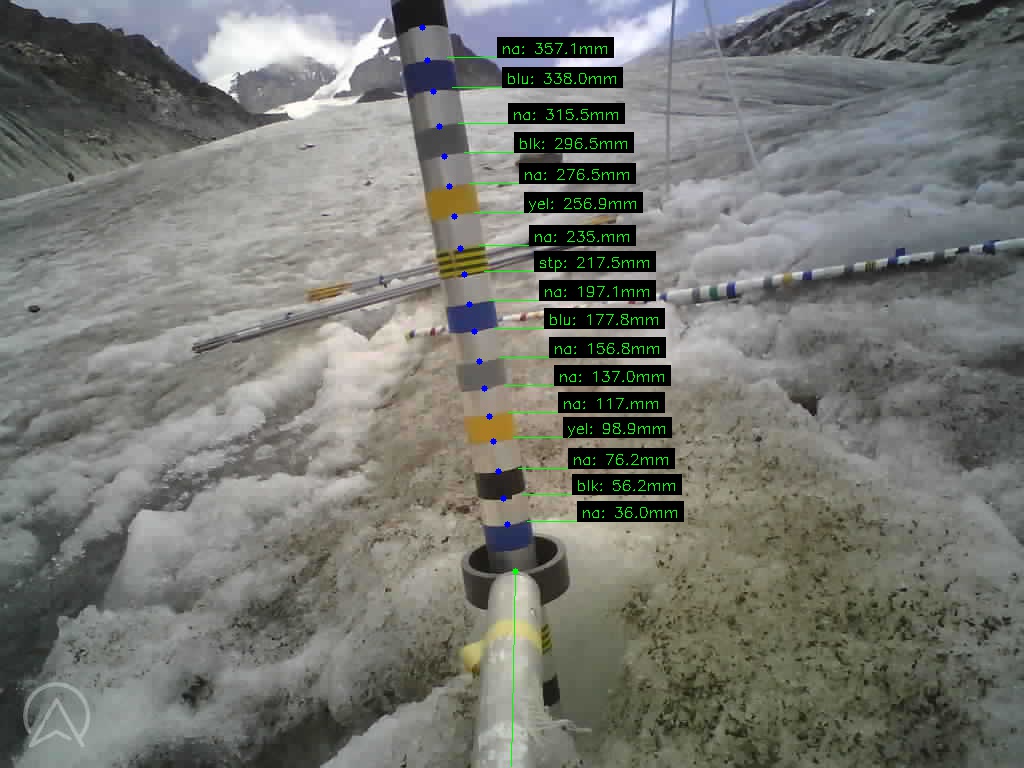 na: 357.1mm
blu: 338.0mm
na: 315.5mm
blk: 296.5mm
na: 276.5mm
yel: 256.9mm
na: 235.mm
stp: 217.5mm
na: 197.1mm
blu: 177.8mm
na: 156.8mm
na: 137.0mm
na: 117.mm
yel: 98.9mm
na: 76.2mm
blk: 56.2mm
na: 36.0mm